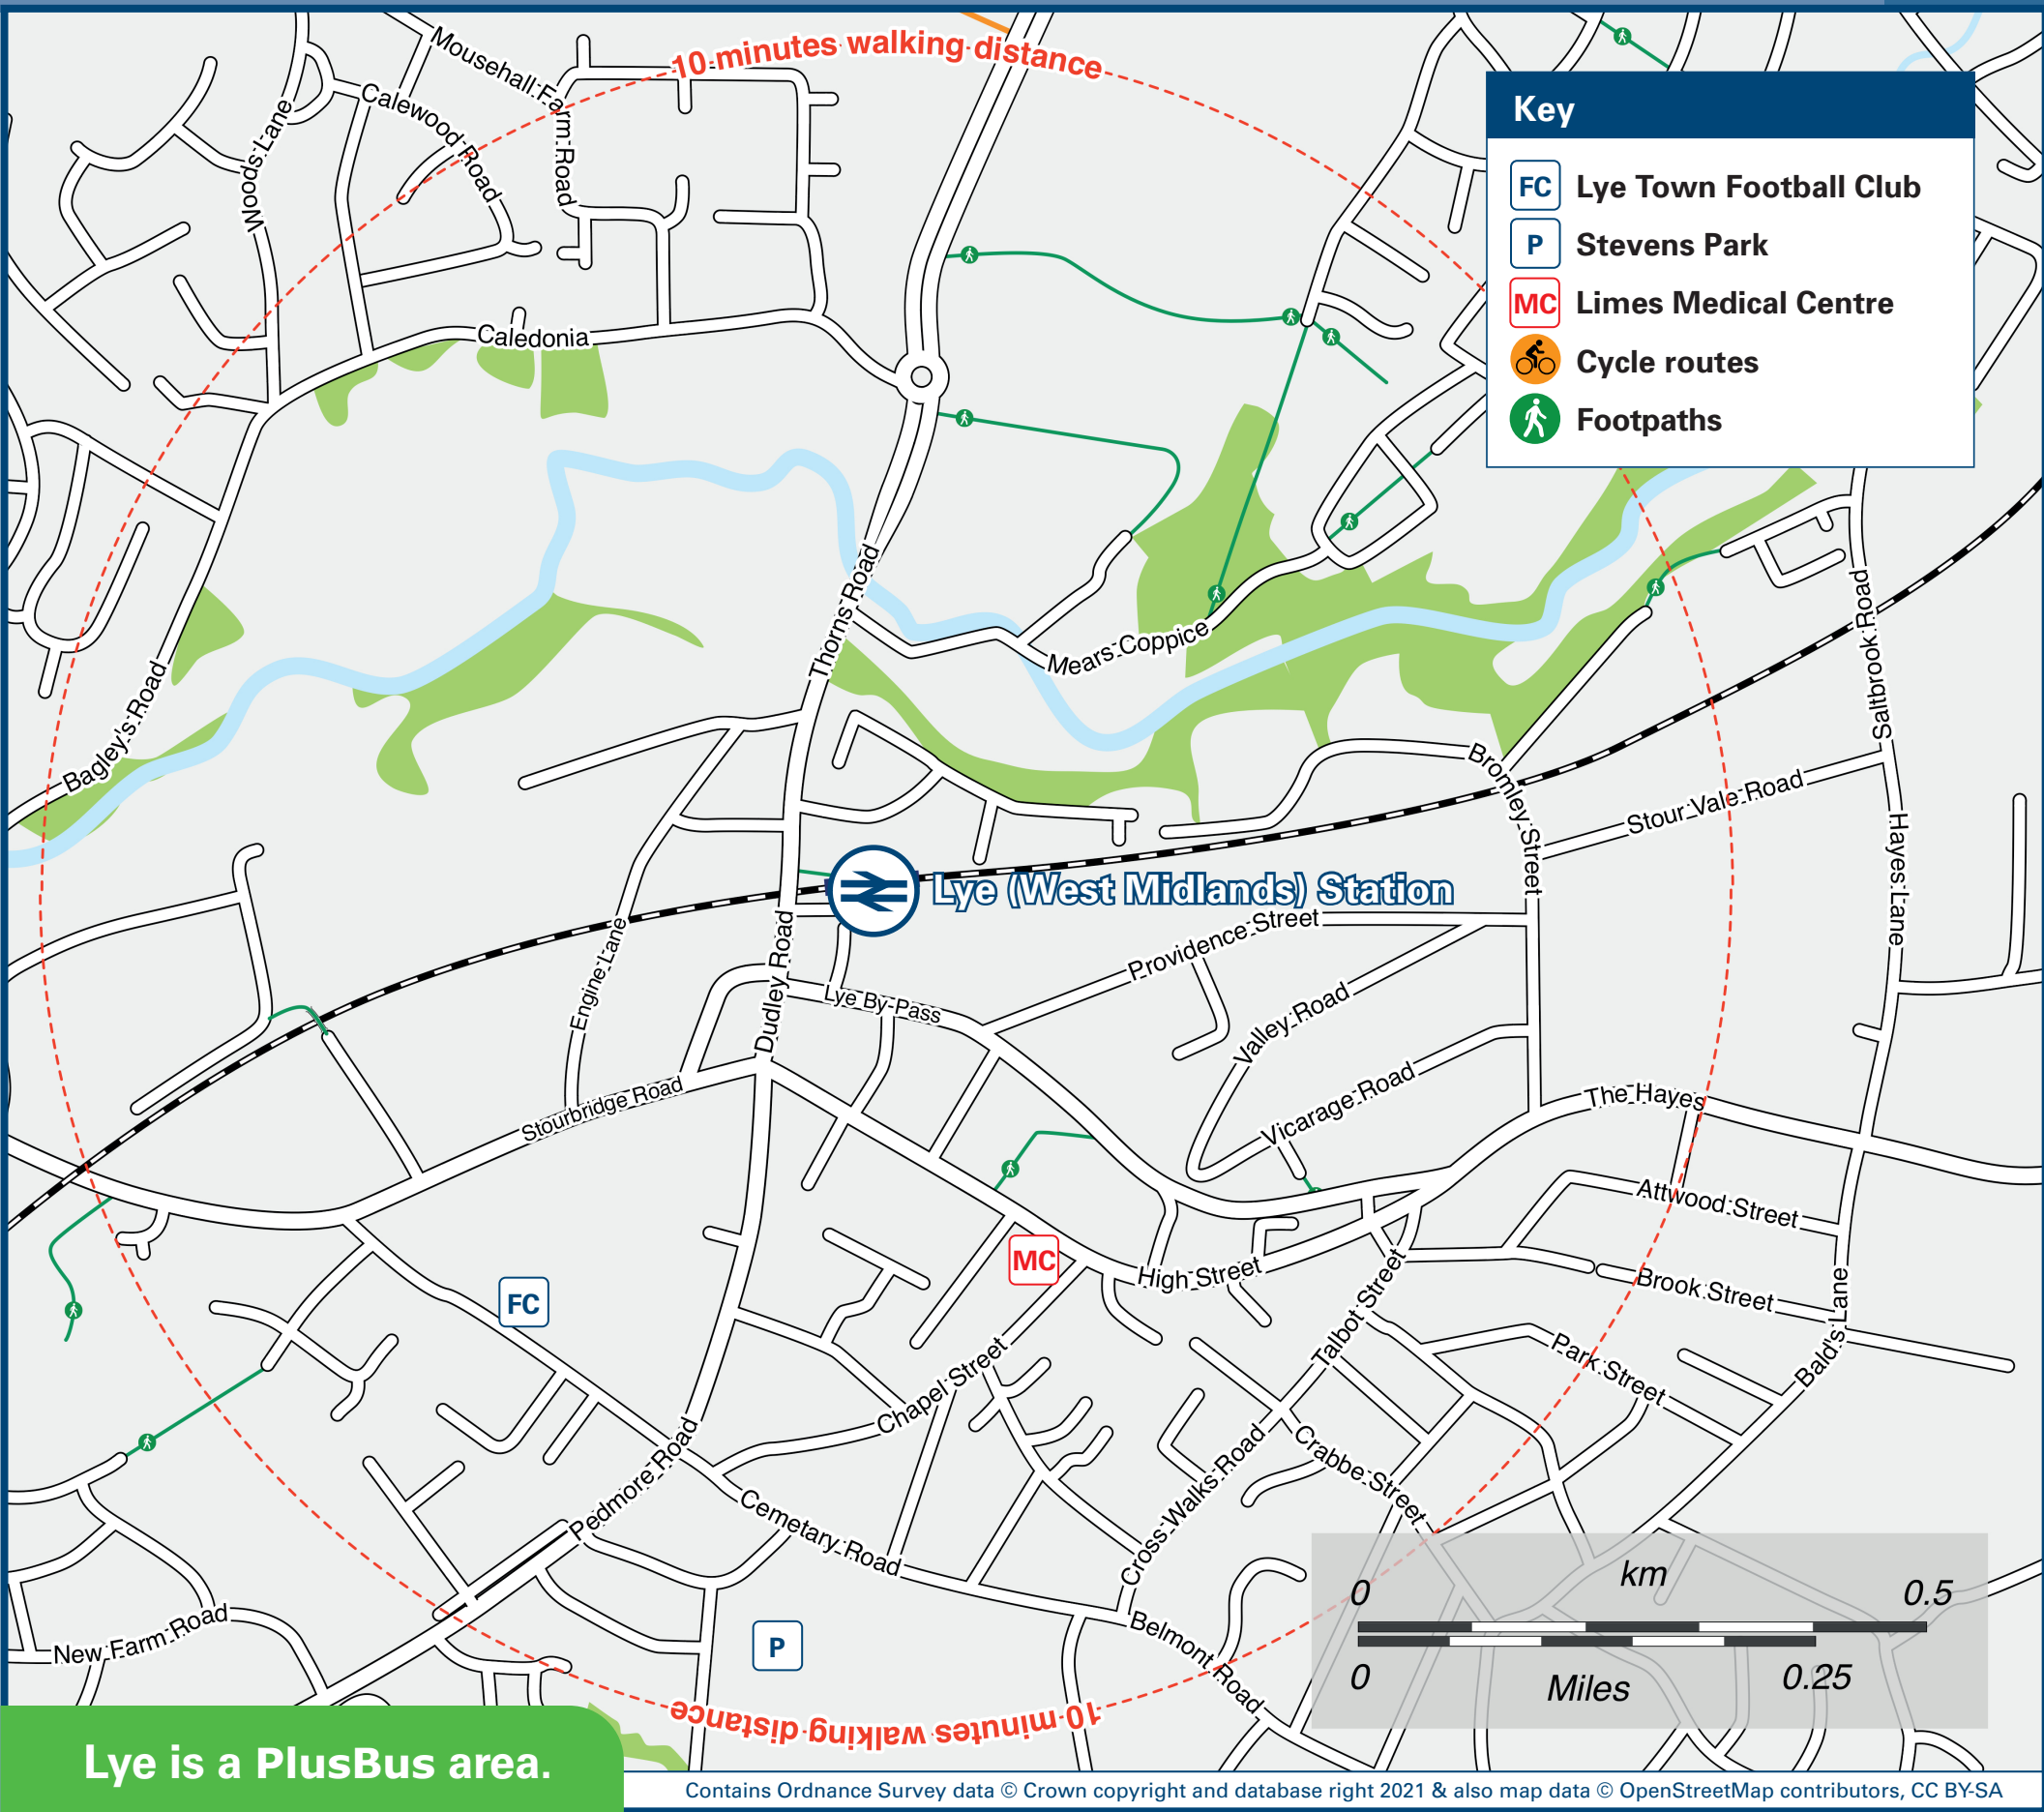 10 minutes walking distance
Mousehall Farm Road
Calewood Road
Woods Lane
Key
FC Lye Town Football Club
P Stevens Park
MC Limes Medical Centre
Cycle routes
Footpaths
Caledonia
Thorns Road
Mears Coppice
Saltbrook Road
Bagley's Road
Bromley Street
Stour Vale Road
Hayes Lane
Lye (West Midlands) Station
Providence Street
Engine Lane
Dudley Road
Lye By-Pass
Valley Road
Vicarage Road
Stourbridge Road
The Hayes
Attwood Street
MC
High Street
Brook Street
FC
Talbot Street
Bald's Lane
Park Street
Chapel Street
Pedmore Road
Crabbe Street
Cross Walks Road
Cemetary Road
New Farm Road
P
Belmont Road
km
0 0.5
0 0.25
Miles
10 minutes walking distance
Lye is a PlusBus area.
Contains Ordnance Survey data © Crown copyright and database right 2021 & also map data © OpenStreetMap contributors, CC BY-SA